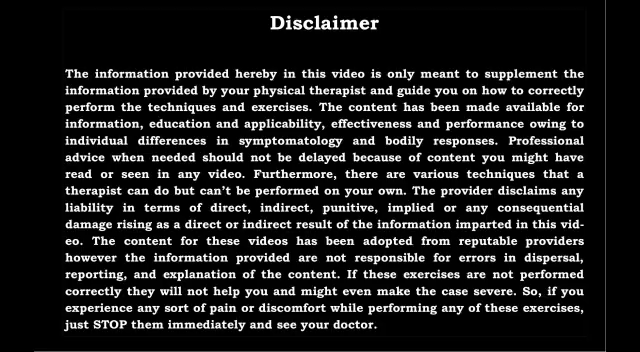 Disclaimer
The information provided hereby in this video is only meant to supplement the
information provided by your physical therapist and guide you on how to correctly
perform the techniques and exercises. The content has been made available for
information, education and applicability, effectiveness and performance owing to
individual differences in symptomatology and bodily responses. Professional
advice when needed should not be delayed because of content you might have
read or seen in any video. Furthermore, there are various techniques that a
therapist can do but can't be performed on your own. The provider disclaims any
liability in terms of direct, indirect, punitive, implied or any consequential
damage rising as a direct or indirect result of the information imparted in this vid-
eo. The content for these videos has been adopted from reputable providers
however the information provided are not responsible for errors in dispersal,
reporting, and explanation of the content. If these exercises are not performed
correctly they will not help you and might even make the case severe. So, if you
experience any sort of pain or discomfort while performing any of these exercises,
just STOP them immediately and see your doctor.